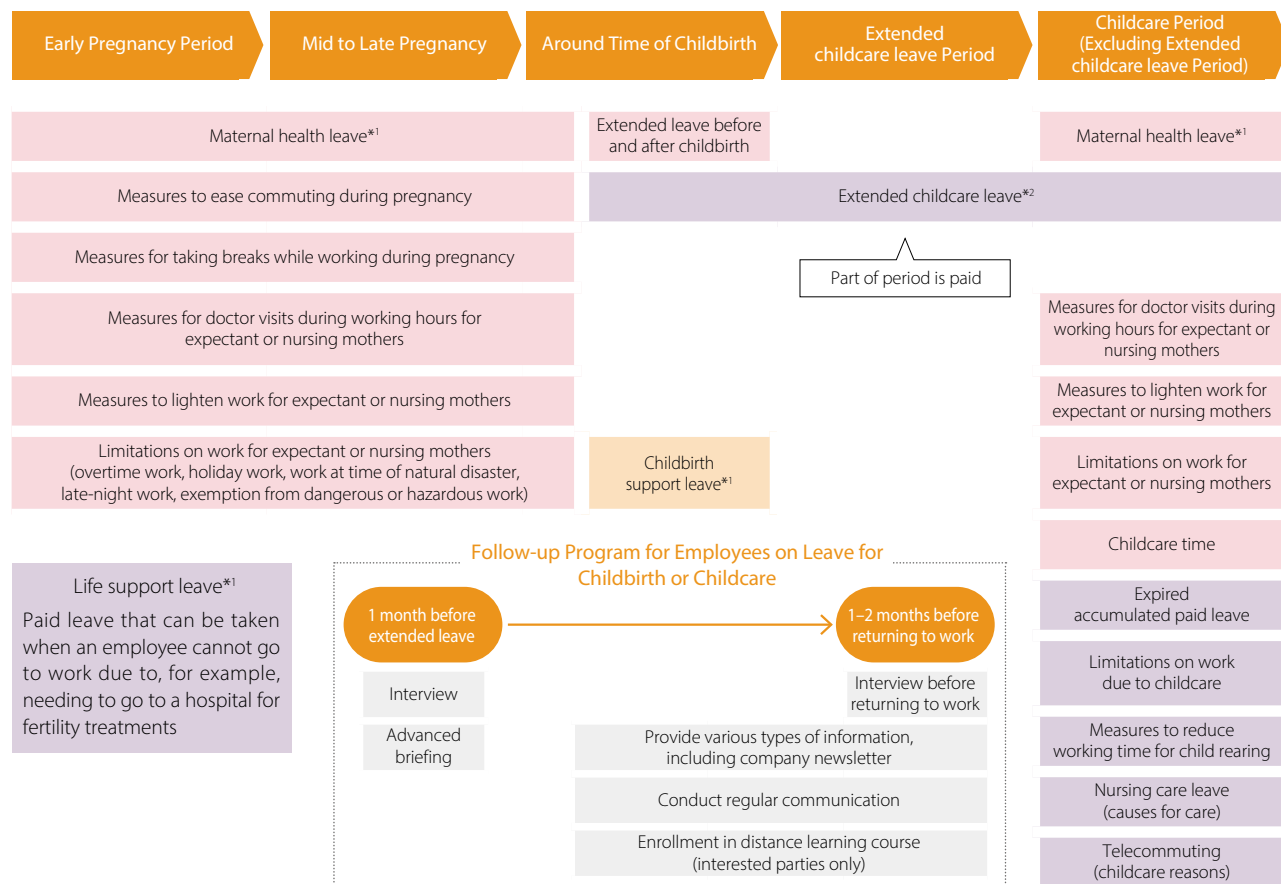 Early Pregnancy Period
Mid to Late Pregnancy
Around Time of Childbirth
Extended
childcare leave Period
Childcare Period
(Excluding Extended
childcare leave Period)
Maternal health leave*1
Extended leave before
and after childbirth
Maternal health leave*1
Measures to ease commuting during pregnancy
Extended childcare leave*2
Measures for taking breaks while working during pregnancy
Part of period is paid
Measures for doctor visits during working hours for
expectant or nursing mothers
Measures for doctor visits during
working hours for expectant or
nursing mothers
Measures to lighten work for expectant or nursing mothers
Measures to lighten work for
expectant or nursing mothers
Limitations on work for expectant or nursing mothers
(overtime work, holiday work, work at time of natural disaster,
late-night work, exemption from dangerous or hazardous work)
Childbirth
support leave*1
Limitations on work for
expectant or nursing mothers
Childcare time
Life support leave*1
Paid leave that can be taken
when an employee cannot go
to work due to, for example,
needing to go to a hospital for
fertility treatments
Follow-up Program for Employees on Leave for
Childbirth or Childcare
1 month before
extended leave
1–2 months before
returning to work
Interview
Interview before
returning to work
Advanced
briefing
Provide various types of information,
including company newsletter
Conduct regular communication
Enrollment in distance learning course
(interested parties only)
Expired
accumulated paid leave
Limitations on work
due to childcare
Measures to reduce
working time for child rearing
Nursing care leave
(causes for care)
Telecommuting
(childcare reasons)